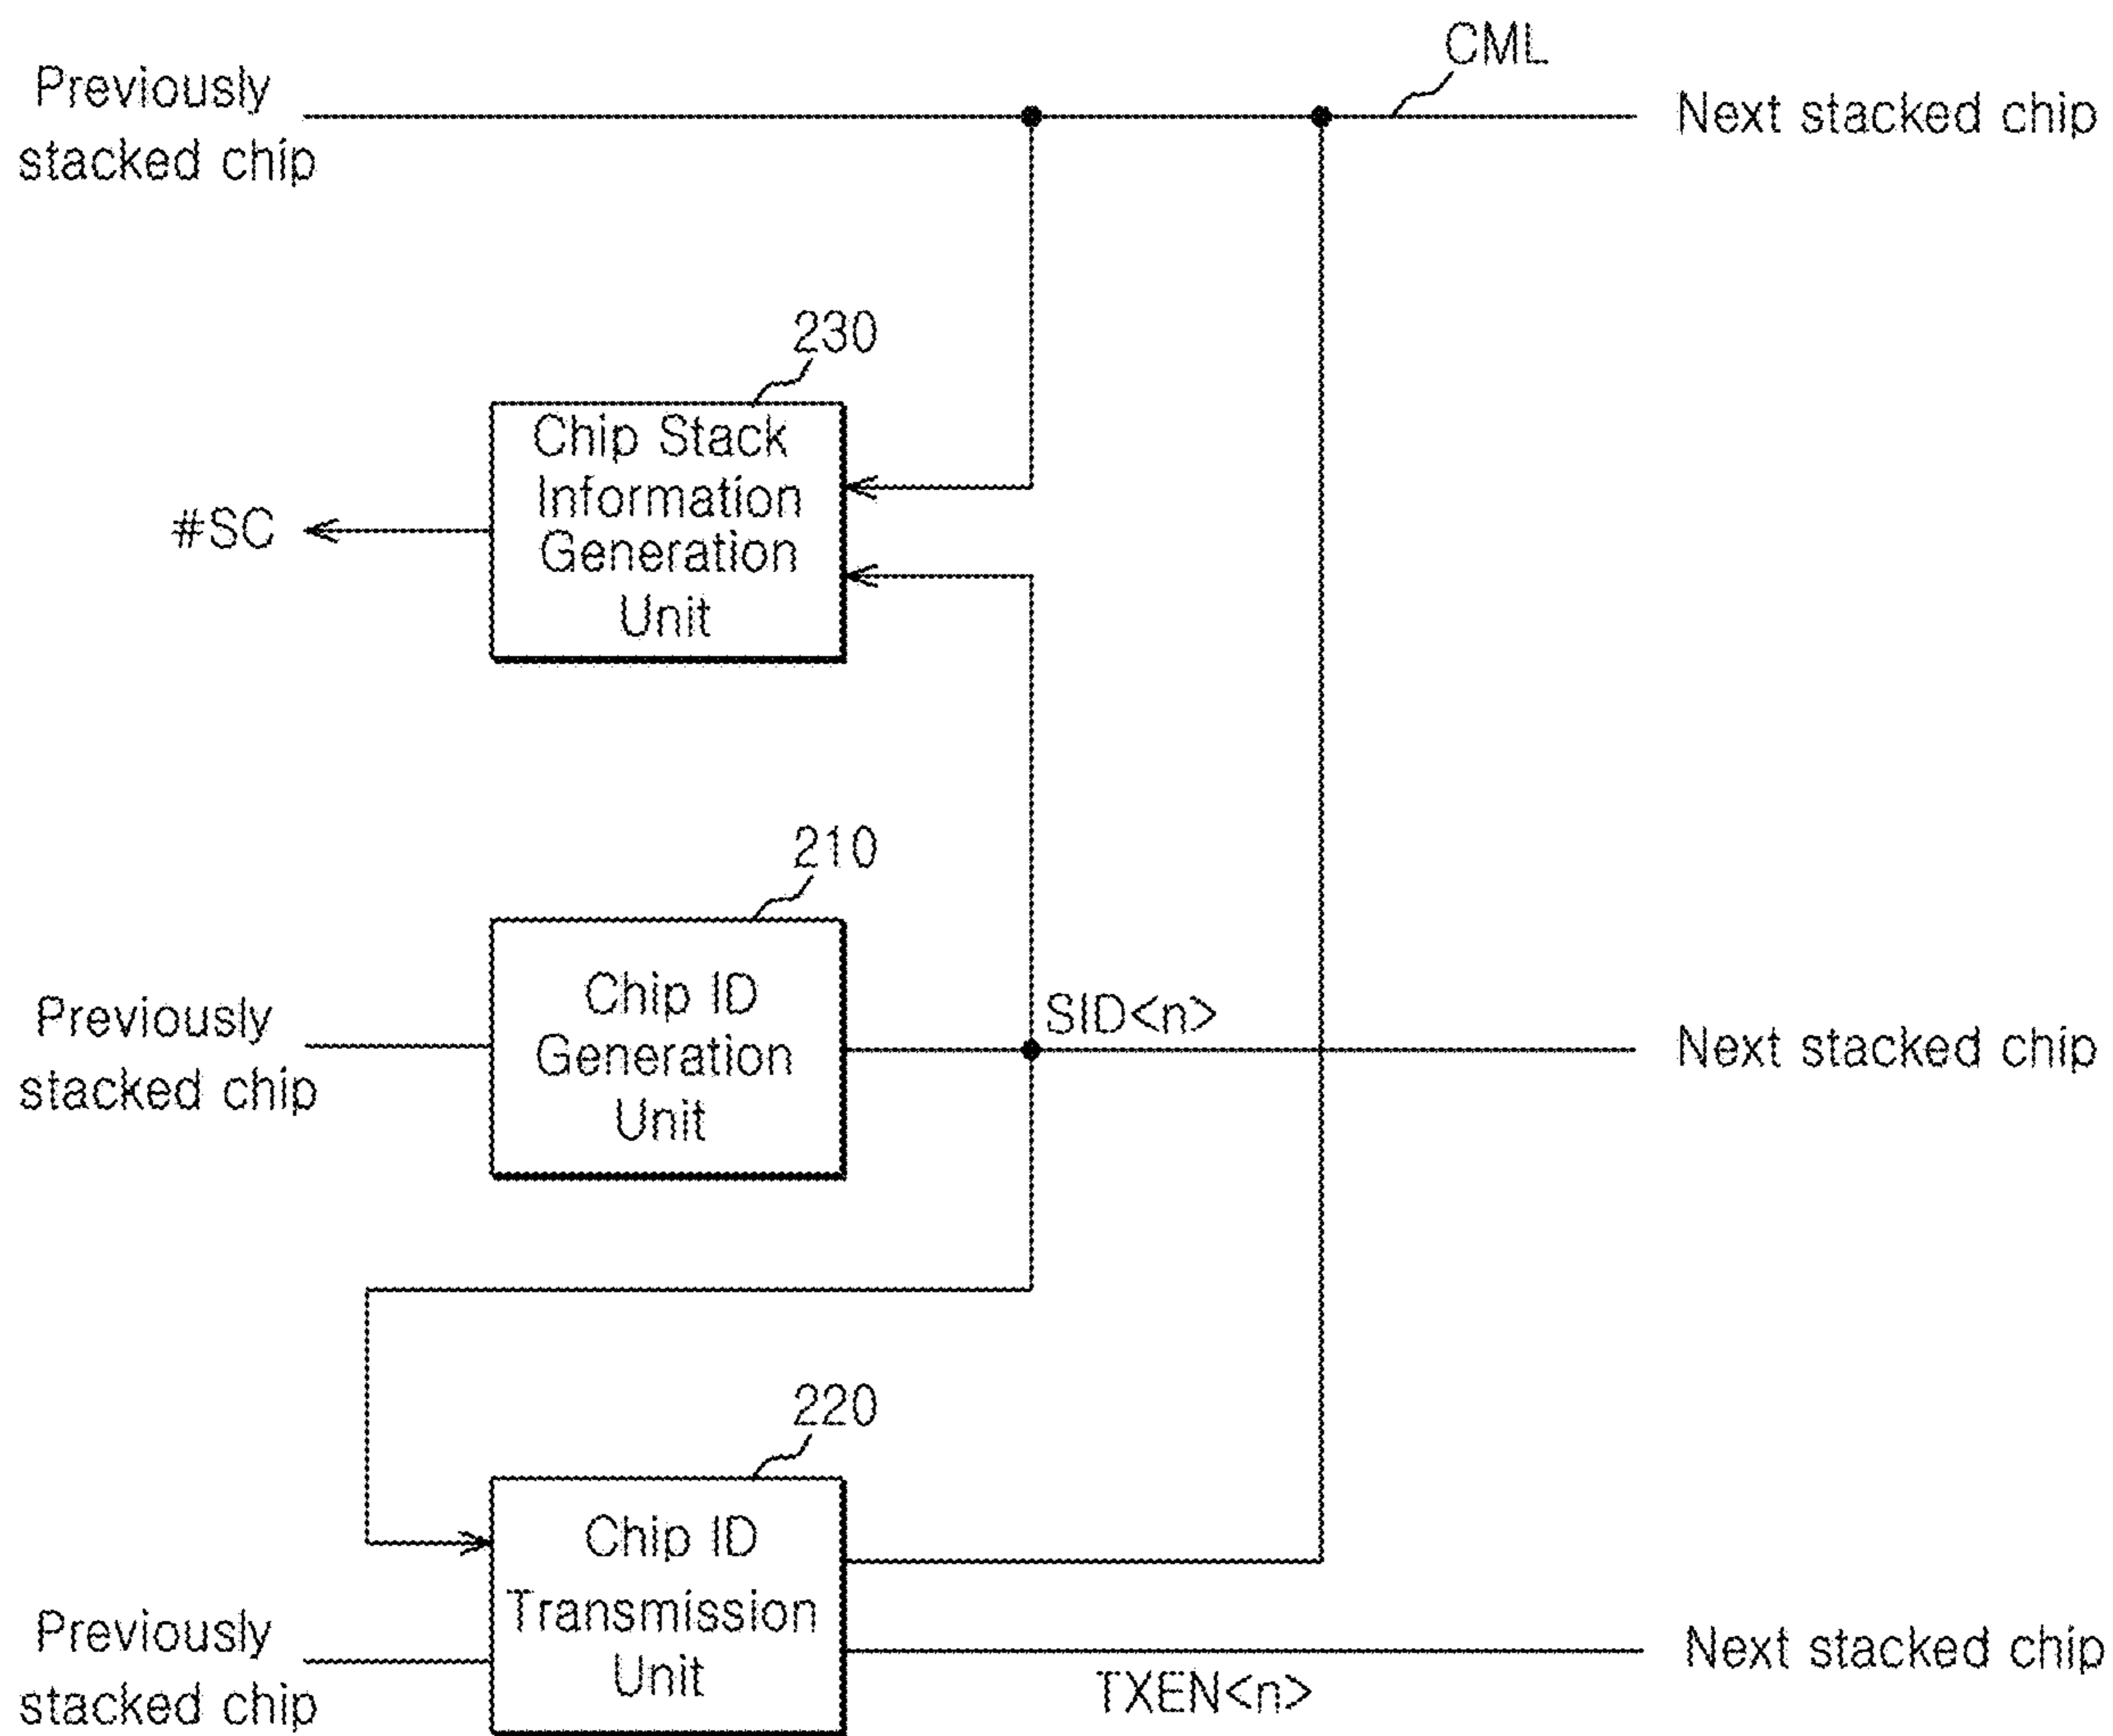 CML
Previously
stacked chip
Next stacked chip
230
Chip Stack
Information
Generation
Unit
#SC
210
Chip ID
Generation
Unit
Previously
stacked chip
SID<n>
Next stacked chip
220
Chip ID
Transmission
Unit
Previously
stacked chip
TXEN<n>
Next stacked chip